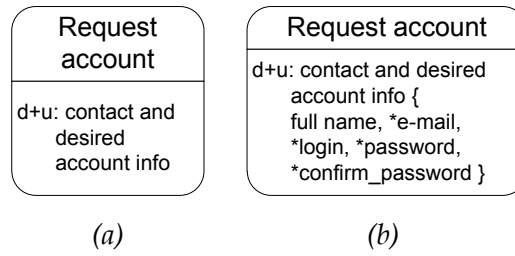 Request
account
d+u: contact and
desired
account info
(a)
Request account
d+u: contact and desired
account info {
full name, *e-mail,
*login, *password,
*confirm_password }
(b)